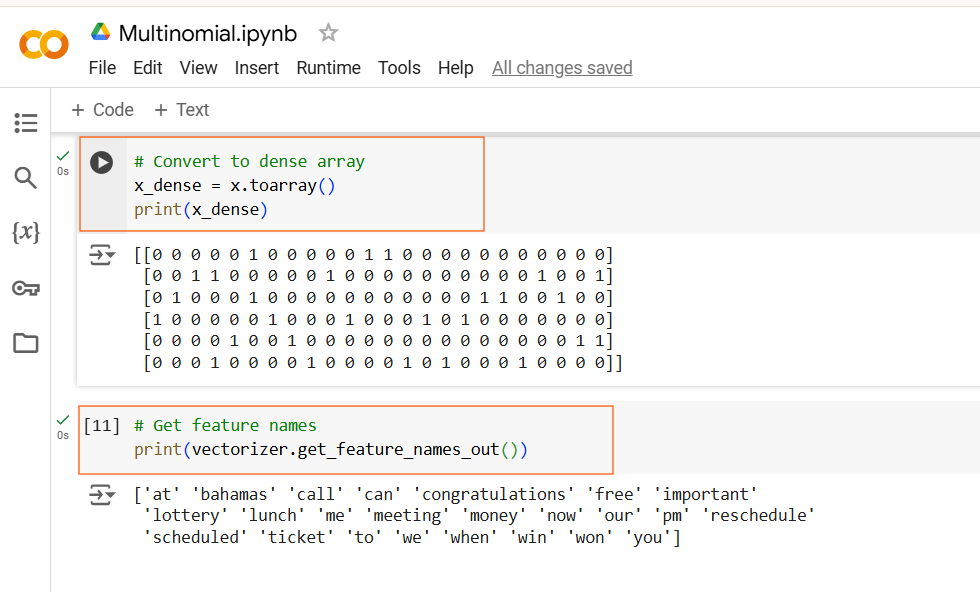 Multinomial.ipynb
File Edit View Insert Runtime Tools Help All changes saved
+ Code + Text
0s
# Convert to dense array
x_dense = x.toarray()
print(x_dense)
{x}
[[0 0 0 0 0 1 0 0 0 0 0 1 1 0 0 0 0 0 0 0 0 0 0 0]
[0 0 1 1 0 0 0 0 0 1 0 0 0 0 0 0 0 0 0 0 1 0 0 1]
[0 1 0 0 0 1 0 0 0 0 0 0 0 0 0 0 0 1 1 0 0 1 0 0]
[1 0 0 0 0 0 1 0 0 0 1 0 0 0 1 0 1 0 0 0 0 0 0 0]
[0 0 0 0 1 0 0 1 0 0 0 0 0 0 0 0 0 0 0 0 0 0 1 1]
[0 0 0 1 0 0 0 0 1 0 0 0 0 1 0 1 0 0 0 1 0 0 0 0]]
0s
[11] # Get feature names
print(vectorizer.get_feature_names_out())
['at' 'bahamas' 'call' 'can' 'congratulations' 'free' 'important'
'lottery' 'lunch' 'me' 'meeting' 'money' 'now' 'our' 'pm' 'reschedule'
'scheduled' 'ticket' 'to' 'we' 'when' 'win' 'won' 'you']